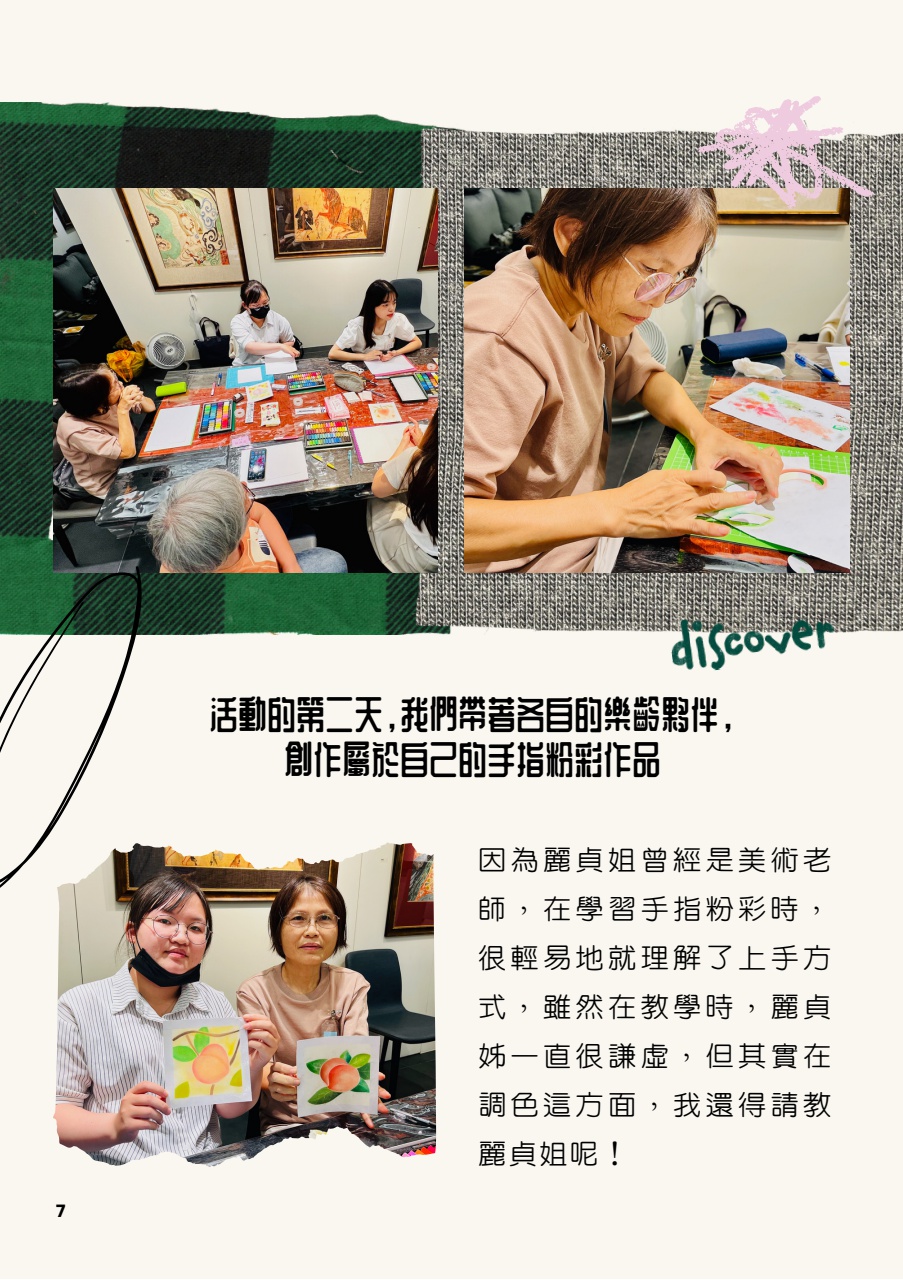 discover
活動的第二天,我們帶著各自的樂齡夥伴,
創作屬於自己的手指粉彩作品
因為麗貞姐曾經是美術老
師，在學習手指粉彩時，
很輕易地就理解了上手方
式，雖然在教學時，麗貞
姊一直很謙虛，但其實在
調色這方面，我還得請教
麗貞姐呢！
7